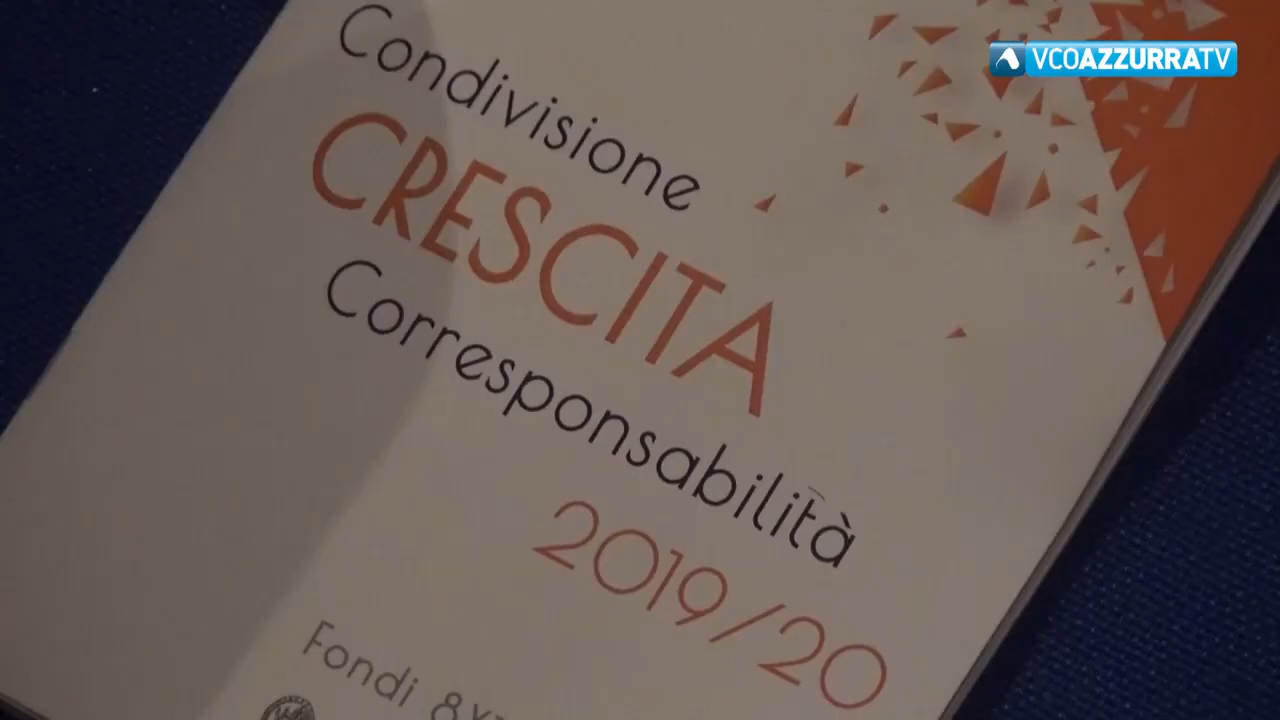 VCOAZZURRATV
Condivisione
CRESCITA
Corresponsabilità
2019/20
Fondi